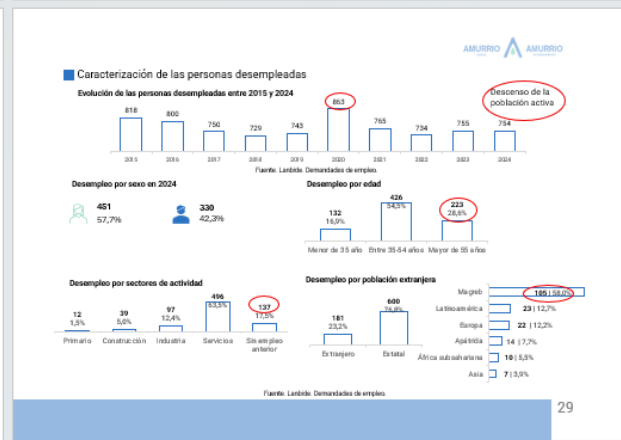 AMURRIO AMURRIO
Caracterización de las personas desempleadas
Evolución de las personas desempleadas entre 2015 y 2024
Descenso de la
población activa
818 800 750 729 743 863 765 734 755 754
2015 2016 2017 2018 2019 2020 2021 2022 2023 2024
Fuente. Lanbide. Demandades de empleo.
Desempleo por sexo en 2024
451
57,7%
330
42,3%
Desempleo por edad
132
16,9%
426
54,5%
223
28,6%
Menor de 35 año Entre 35-54 años Mayor de 55 años
Desempleo por sectores de actividad
12
1,5%
39
5,0%
97
12,4%
496
63,5%
137
17,5%
Primario Construcción Industria Servicios Sin empleo
anterior
Desempleo por población extranjera
181
23,2%
600
76,8%
Extranjero Estatal
Magreb 105 | 58,0%
Latinoamérica 23 | 12,7%
Europa 22 | 12,2%
Apátrida 14 | 7,7%
África subsahariana 10 | 5,5%
Asia 7 | 3,9%
Fuente. Lanbide. Demandades de empleo.
29